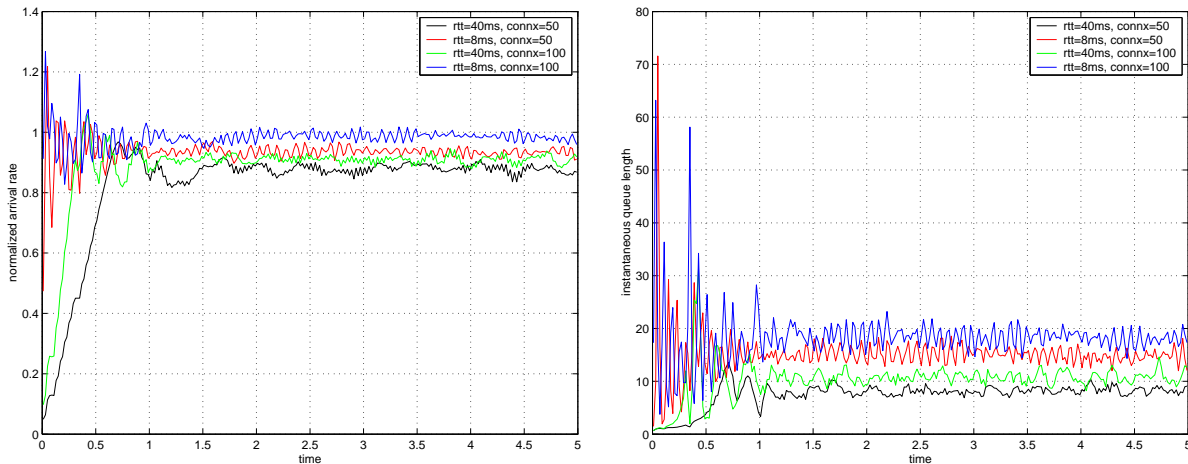 1.4
1.2
1
0.8
0.6
0.4
0.2
0
normalized arrival rate
0 0.5 1 1.5 2 2.5 3 3.5 4 4.5 5
time
rtt=40ms, connx=50
rtt=8ms, connx=50
rtt=40ms, connx=100
rtt=8ms, connx=100
80
70
60
50
40
30
20
10
0
instantaneous queue length
0 0.5 1 1.5 2 2.5 3 3.5 4 4.5 5
time
rtt=40ms, connx=50
rtt=8ms, connx=50
rtt=40ms, connx=100
rtt=8ms, connx=100